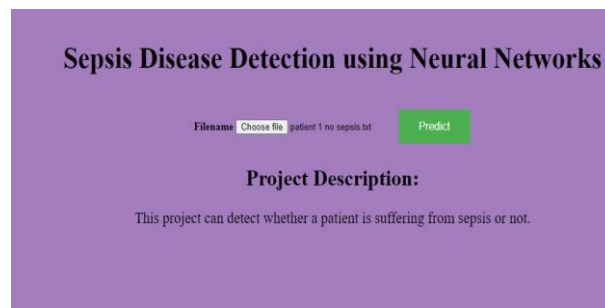 Sepsis Disease Detection using Neural Networks
Filename Choose file patient 1 no sepsis.txt Predict
Project Description:
This project can detect whether a patient is suffering from sepsis or not.